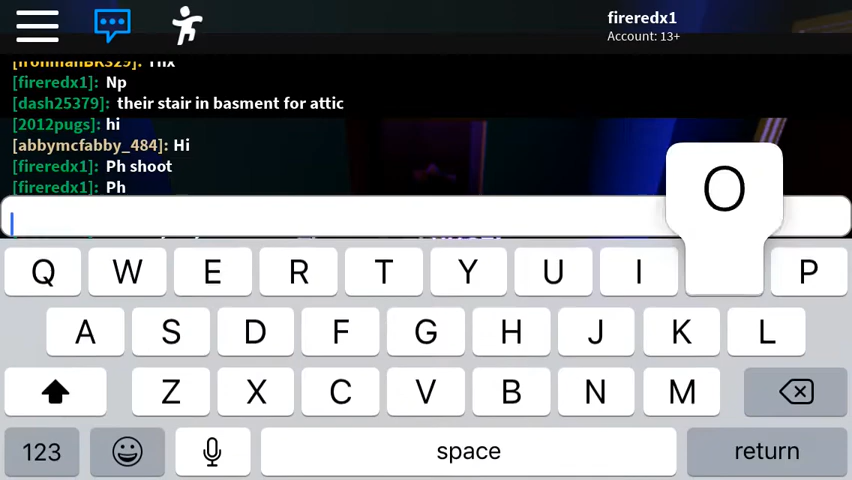 fireredx1
Account: 13+
[fireredx1]: Np
[dash25379]: their stair in basment for attic
[2012pugs]: hi
[abbymcfabby_484]: Hi
[fireredx1]: Ph shoot
[fireredx1]: Ph
O
Q W E R T Y U I P
A S D F G H J K L
Z X C V B N M
123 space return